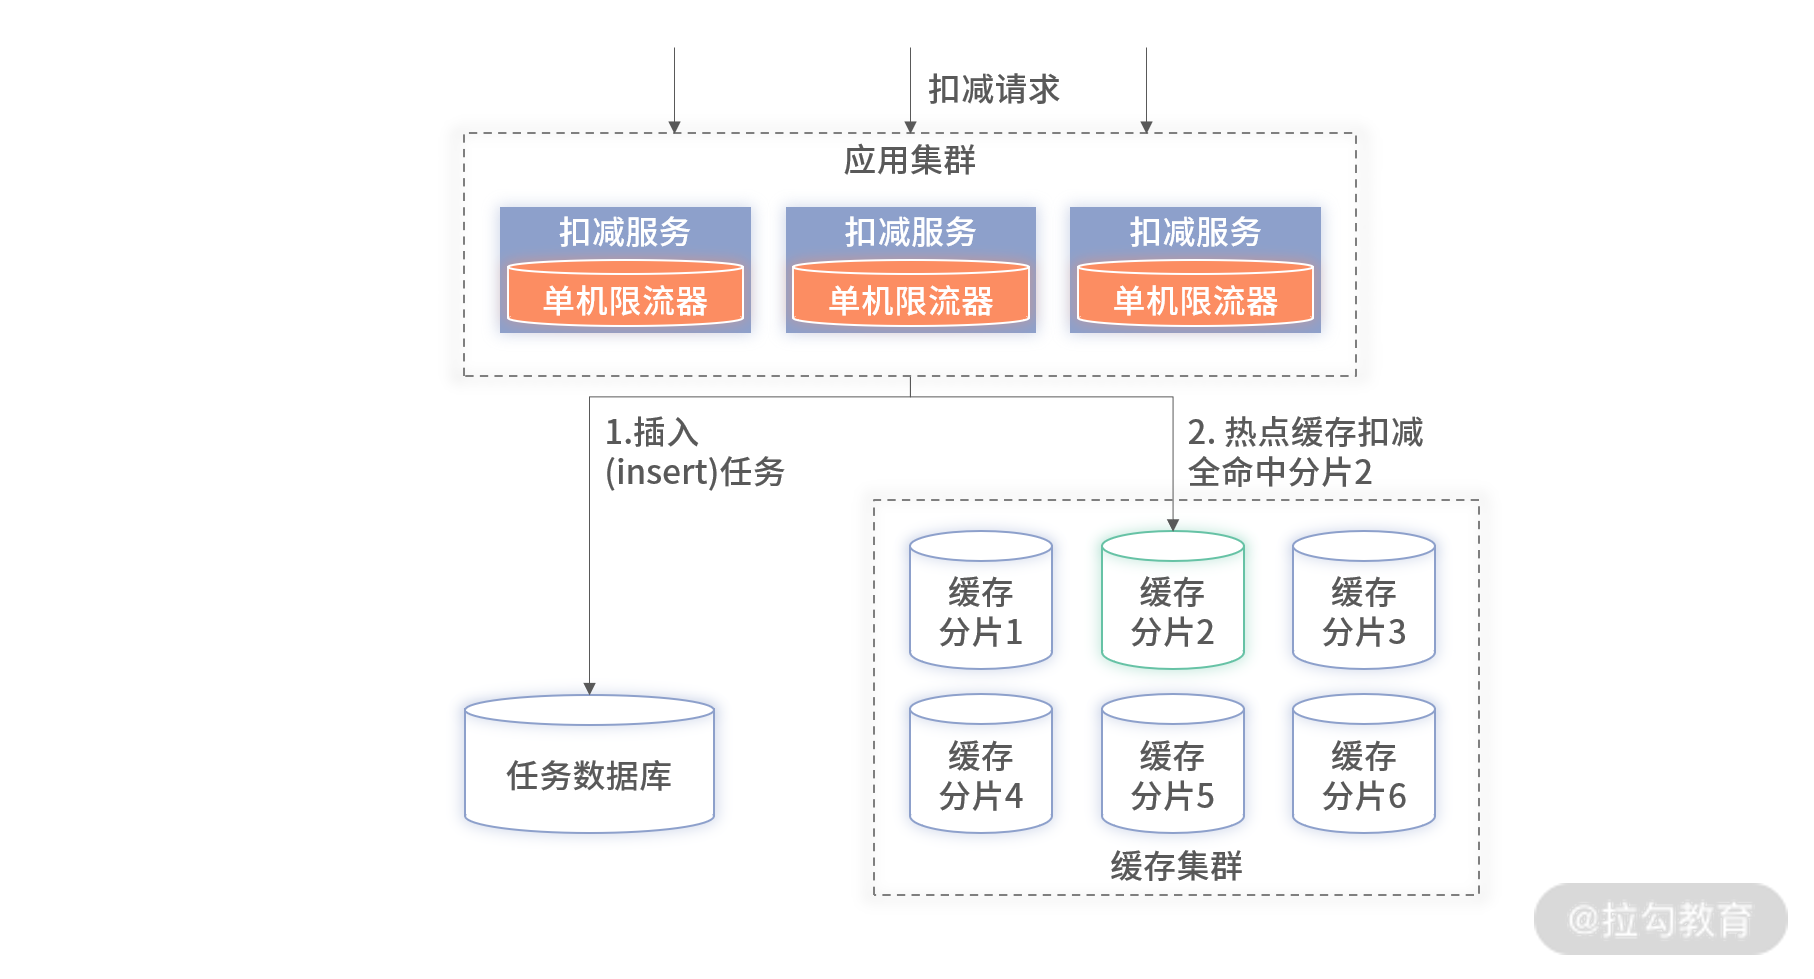 扣减请求
应用集群
扣减服务
单机限流器
扣减服务
单机限流器
扣减服务
单机限流器
1.插入
(insert)任务
2. 热点缓存扣减
全命中分片2
缓存
分片1
缓存
分片2
缓存
分片3
缓存
分片4
缓存
分片5
缓存
分片6
缓存集群
任务数据库
@拉勾教育